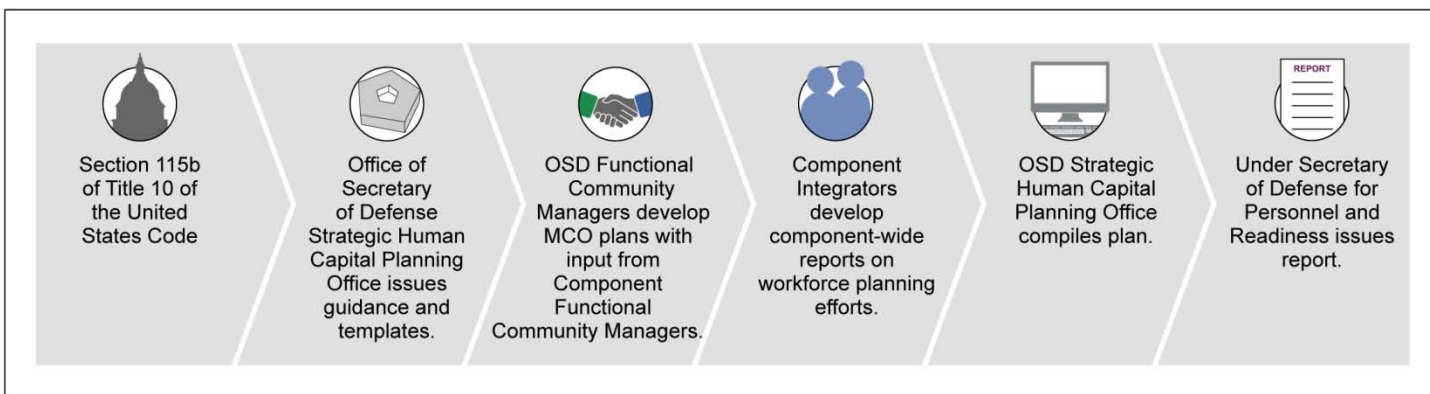 Section 115b
of Title 10 of
the United
States Code
Office of
Secretary
of Defense
Strategic Human
Capital Planning
Office issues
guidance and
templates.
OSD Functional
Community
Managers develop
MCO plans with
input from
Component
Functional
Community Managers.
Component
Integrators
develop
component-wide
reports on
workforce planning
efforts.
OSD Strategic
Human Capital
Planning Office
compiles plan.
REPORT
Under Secretary
of Defense for
Personnel and
Readiness issues
report.